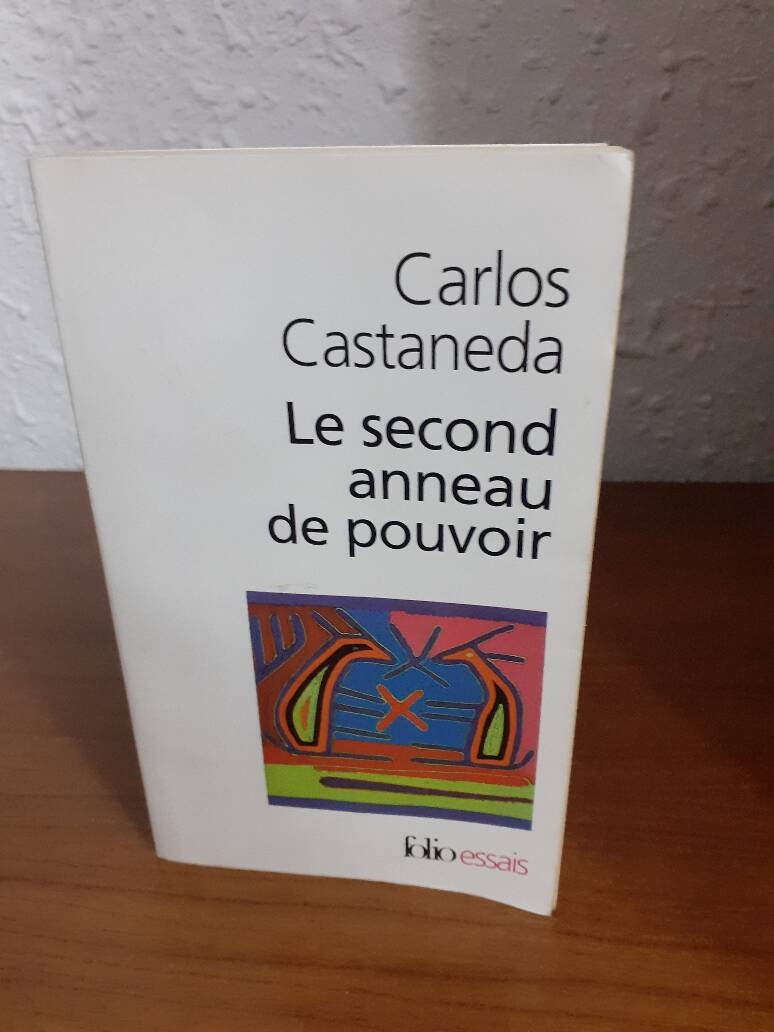 Carlos
Castaneda
Le second
anneau
de pouvoir
folio essais